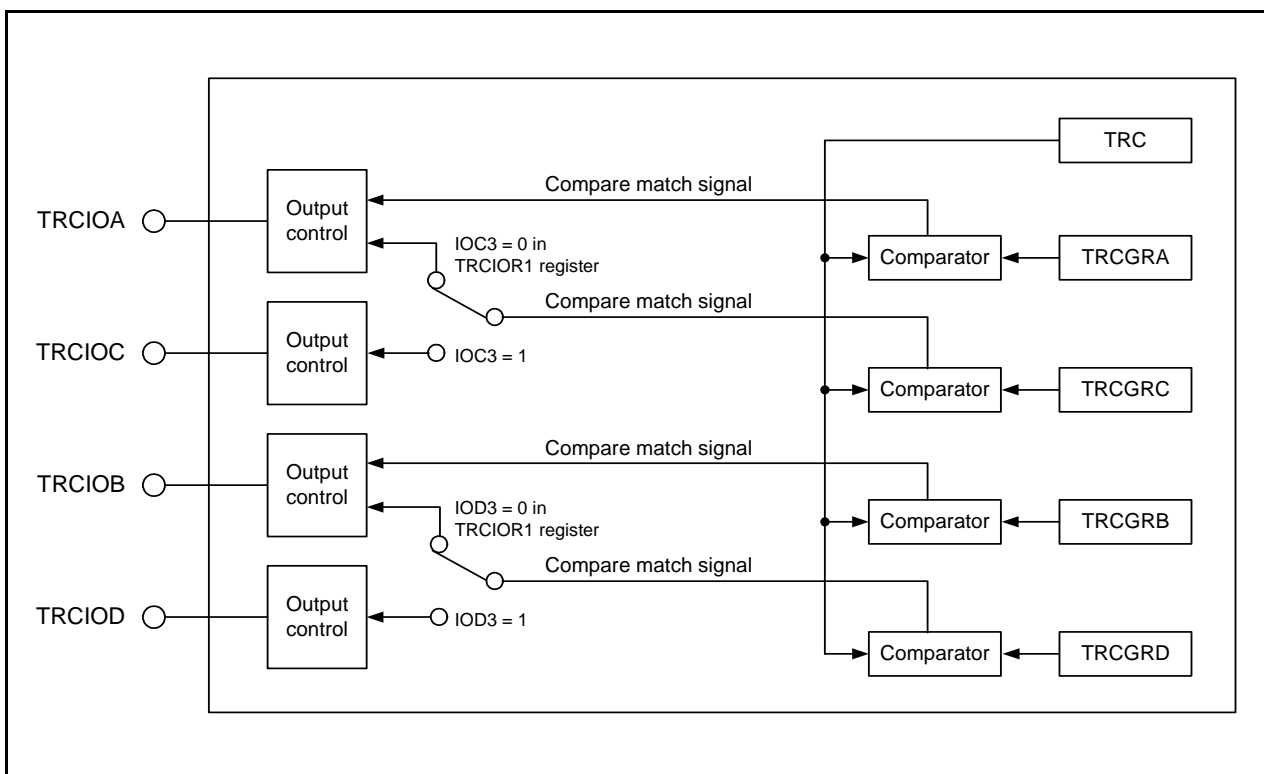 TRC
Compare match signal
TRCIOA
Output
control
IOC3 = 0 in
TRCIOR1 register
Comparator
TRCGRA
Compare match signal
TRCIOC
Output
control
IOC3 = 1
Comparator
TRCGRC
Compare match signal
TRCIOB
Output
control
IOD3 = 0 in
TRCIOR1 register
Comparator
TRCGRB
Compare match signal
TRCIOD
Output
control
IOD3 = 1
Comparator
TRCGRD